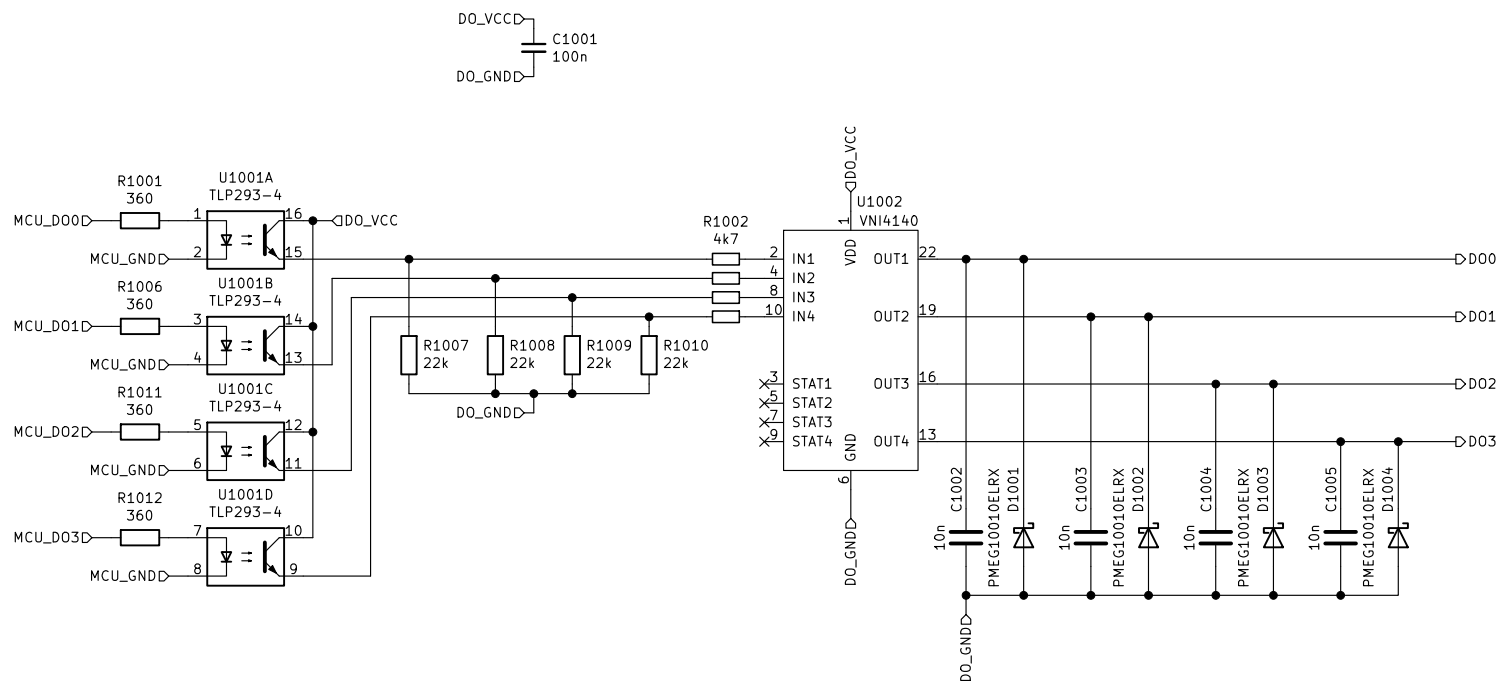 DO_VCC
C1001
100n
DO_GND
DO_VCC
U1002
VNI4140
1
VDD
R1001
360
U1001A
TLP293-4
MCU_DO0
1
16
DO_VCC
MCU_GND
2
15
R1006
360
U1001B
TLP293-4
MCU_DO1
3
14
MCU_GND
4
13
R1011
360
U1001C
TLP293-4
MCU_DO2
5
12
MCU_GND
6
11
R1012
360
U1001D
TLP293-4
MCU_DO3
7
10
MCU_GND
8
9
R1007
22k
R1008
22k
R1009
22k
R1010
22k
DO_GND
R1002
4k7
2 IN1
4 IN2
8 IN3
10 IN4
3 STAT1
5 STAT2
7 STAT3
9 STAT4
GND
6
DO_GND
OUT1 22
DO0
OUT2 19
DO1
OUT3 16
DO2
OUT4 13
DO3
C1002
10n
PMEG10010ELRX
D1001
C1003
10n
PMEG10010ELRX
D1002
C1004
10n
PMEG10010ELRX
D1003
C1005
10n
PMEG10010ELRX
D1004
DO_GND